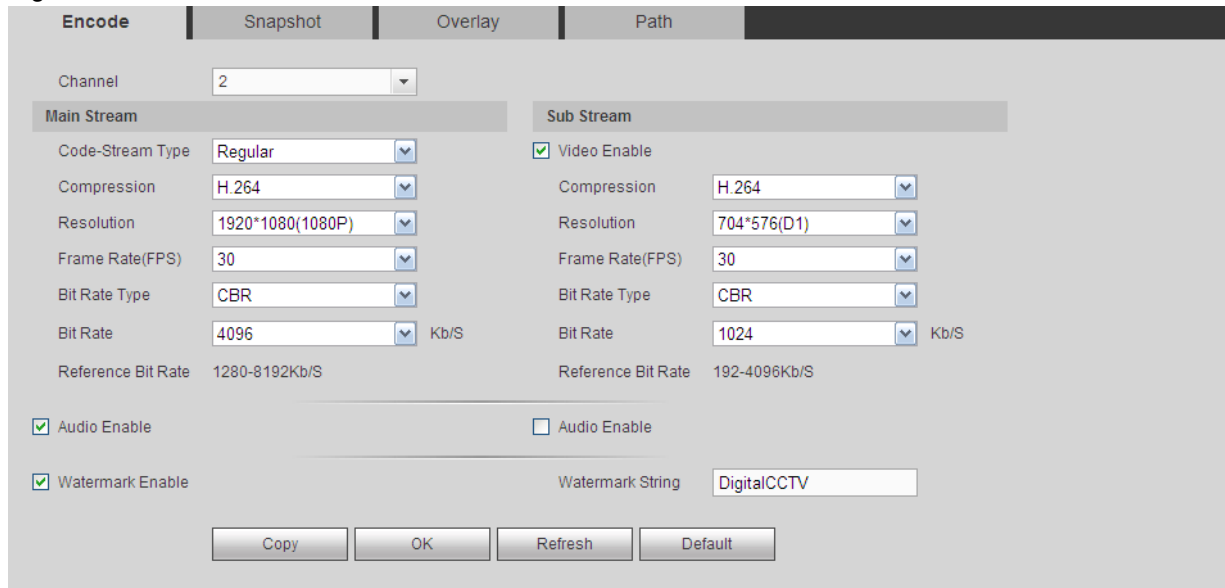 Encode Snapshot Overlay Path
Channel 2
Main Stream Sub Stream
Code-Stream Type Regular Video Enable
Compression H.264 Compression H.264
Resolution 1920*1080(1080P) Resolution 704*576(D1)
Frame Rate(FPS) 30 Frame Rate(FPS) 30
Bit Rate Type CBR Bit Rate Type CBR
Bit Rate 4096 Kb/S Bit Rate 1024 Kb/S
Reference Bit Rate 1280-8192Kb/S Reference Bit Rate 192-4096Kb/S
Audio Enable Audio Enable
Watermark Enable Watermark String DigitalCCTV
Copy OK Refresh Default